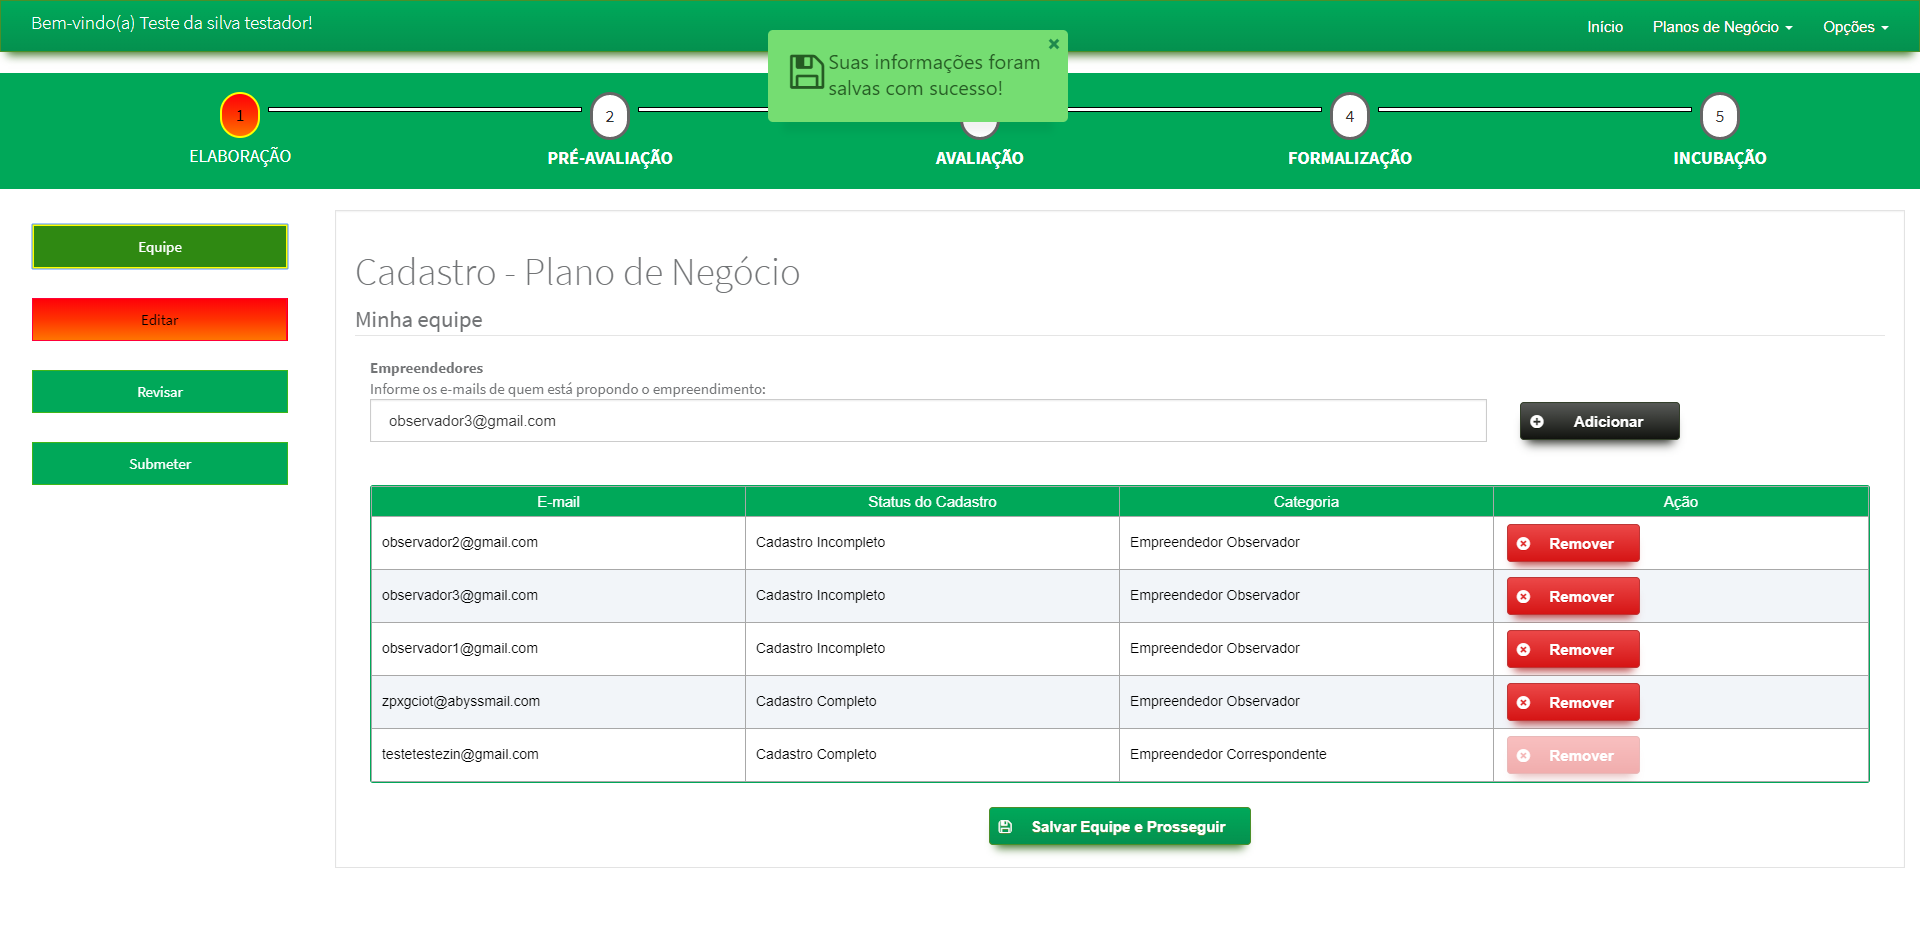 Bem-vindo(a) Teste da silva testador!
Início
Planos de Negócio
Opções
Suas informações foram
salvas com sucesso!
1
2
4
5
ELABORAÇÃO
PRÉ-AVALIAÇÃO
AVALIAÇÃO
FORMALIZAÇÃO
INCUBAÇÃO
Equipe
Editar
Revisar
Submeter
Cadastro - Plano de Negócio
Minha equipe
Empreendedores
Informe os e-mails de quem está propondo o empreendimento:
observador3@gmail.com
Adicionar
E-mail Status do Cadastro Categoria Ação
observador2@gmail.com Cadastro Incompleto Empreendedor Observador Remover
observador3@gmail.com Cadastro Incompleto Empreendedor Observador Remover
observador1@gmail.com Cadastro Incompleto Empreendedor Observador Remover
zpxgciot@abyssmail.com Cadastro Completo Empreendedor Observador Remover
testetestezin@gmail.com Cadastro Completo Empreendedor Correspondente Remover
Salvar Equipe e Prosseguir